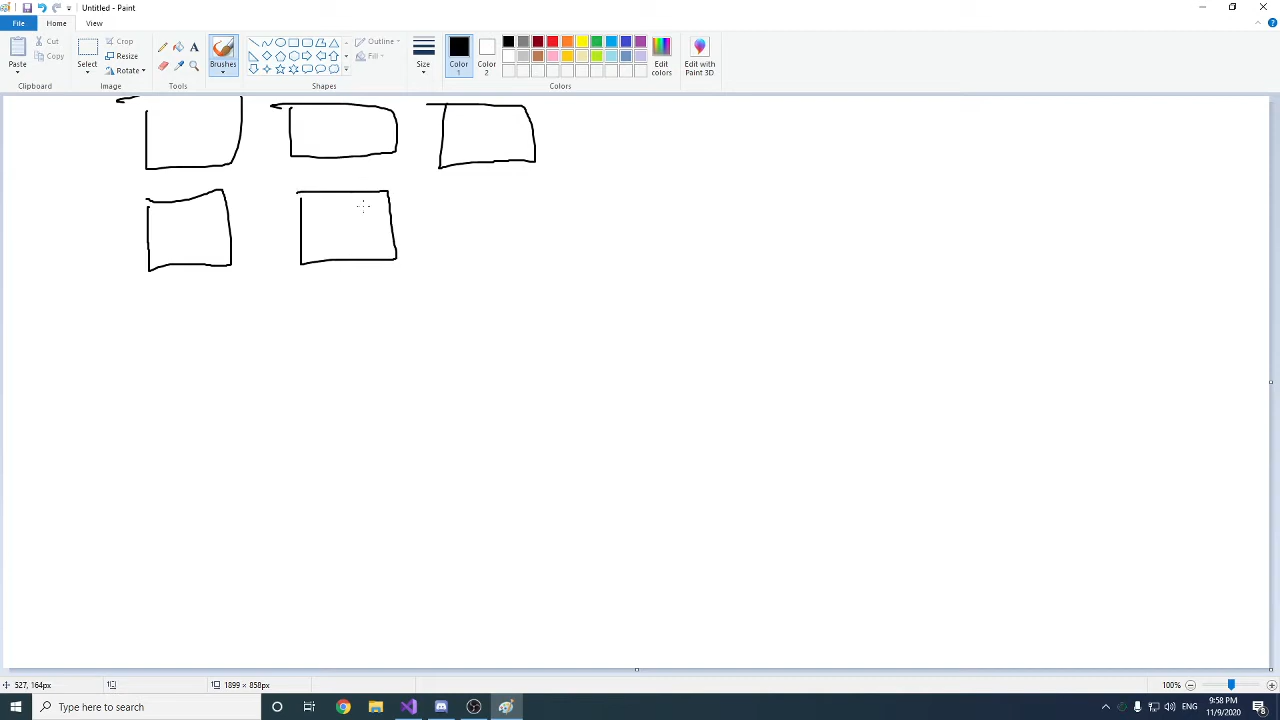 Untitled - Paint
File
Home
View
Paste
Cut
Copy
Clipboard
Select
Crop
Resize
Rotate
Image
Tools
Brushes
Shapes
Outline
Fill
Size
Color 1
Color 2
Colors
Edit colors
Edit with Paint 3D
527, 164px
1899 × 858px
100%
Type here to search
ENG
9:58 PM
11/9/2020